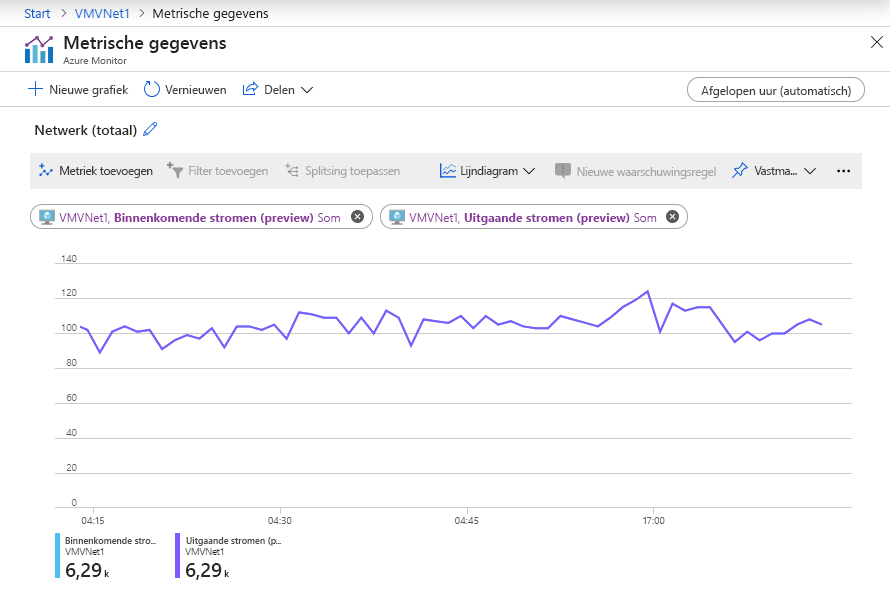 Start > VMVNet1 > Metrische gegevens
Metrische gegevens
Azure Monitor
Nieuwe grafiek Vernieuwen Delen Afgelopen uur (automatisch)
Netwerk (totaal)
Metriek toevoegen Filter toevoegen Splitsing toepassen Lijndiagram Nieuwe waarschuwingsregel Vastma... ...
VMVNet1, Binnenkomende stromen (preview) Som VMVNet1, Uitgaande stromen (preview) Som
140
120
100
80
60
40
20
0
04:15 04:30 04:45 17:00
Binnenkomende stro... Uitgaande stromen (p...
VMVNet1 VMVNet1
6,29 k 6,29 k